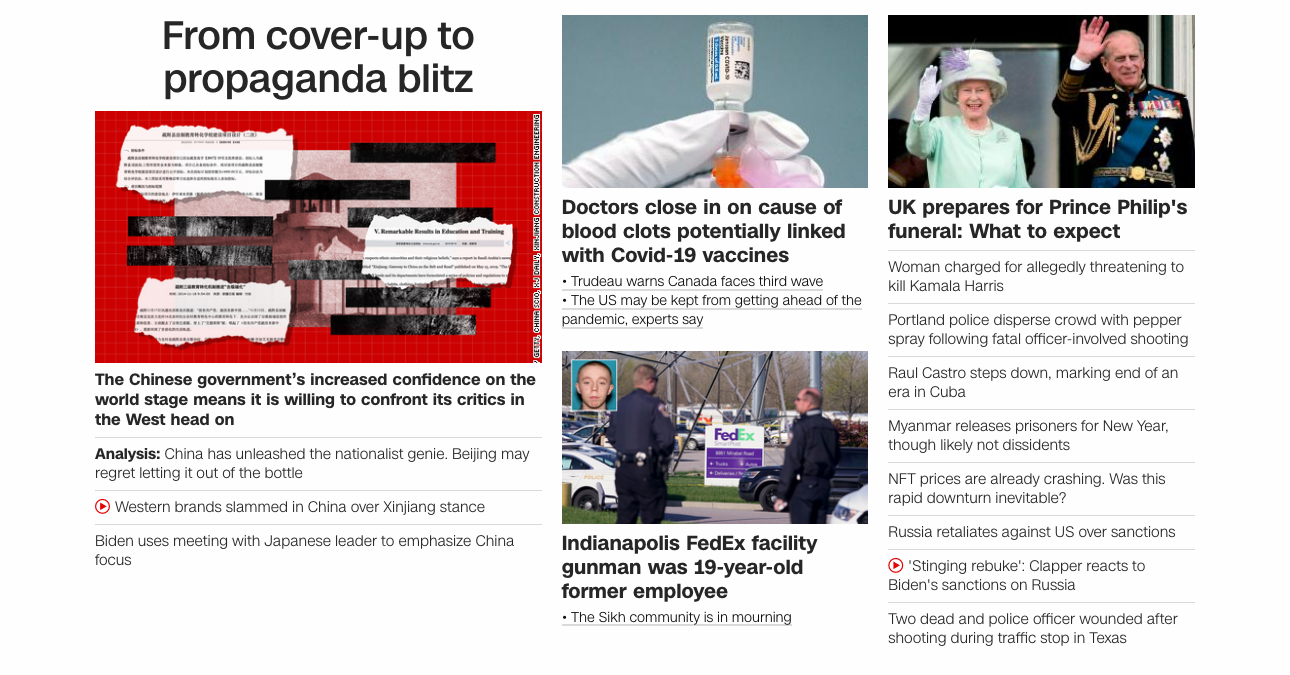 From cover-up to
propaganda blitz
V. Remarkable Results in Education and Training
GETTY, CHINA SCIO, XJ DAILY, XINJIANG CONSTRUCTION ENGINEERING
The Chinese government's increased confidence on the
world stage means it is willing to confront its critics in
the West head on
Analysis: China has unleashed the nationalist genie. Beijing may
regret letting it out of the bottle
Western brands slammed in China over Xinjiang stance
Biden uses meeting with Japanese leader to emphasize China
focus
Doctors close in on cause of
blood clots potentially linked
with Covid-19 vaccines
• Trudeau warns Canada faces third wave
• The US may be kept from getting ahead of the
pandemic, experts say
POLICE
FedEx
Indianapolis FedEx facility
gunman was 19-year-old
former employee
• The Sikh community is in mourning
UK prepares for Prince Philip's
funeral: What to expect
Woman charged for allegedly threatening to
kill Kamala Harris
Portland police disperse crowd with pepper
spray following fatal officer-involved shooting
Raul Castro steps down, marking end of an
era in Cuba
Myanmar releases prisoners for New Year,
though likely not dissidents
NFT prices are already crashing. Was this
rapid downturn inevitable?
Russia retaliates against US over sanctions
'Stinging rebuke': Clapper reacts to
Biden's sanctions on Russia
Two dead and police officer wounded after
shooting during traffic stop in Texas